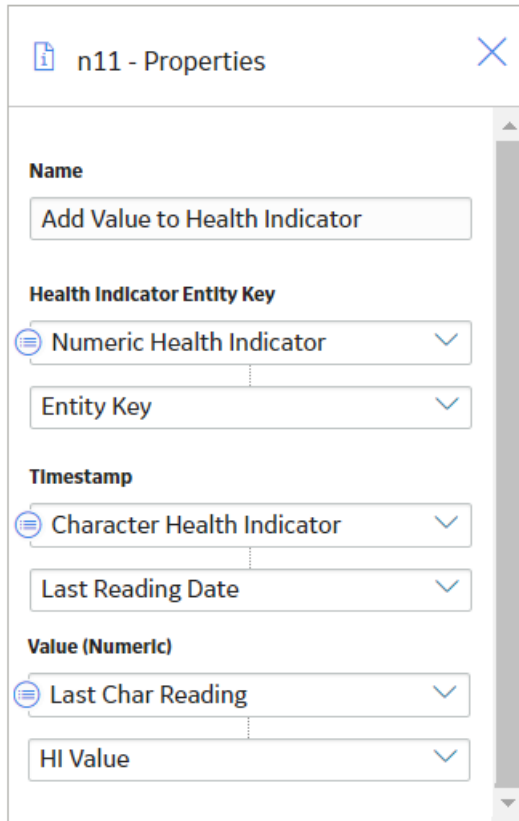 n11 - Properties
Name
Add Value to Health Indicator
Health Indicator Entity Key
Numeric Health Indicator
Entity Key
Timestamp
Character Health Indicator
Last Reading Date
Value (Numeric)
Last Char Reading
HI Value